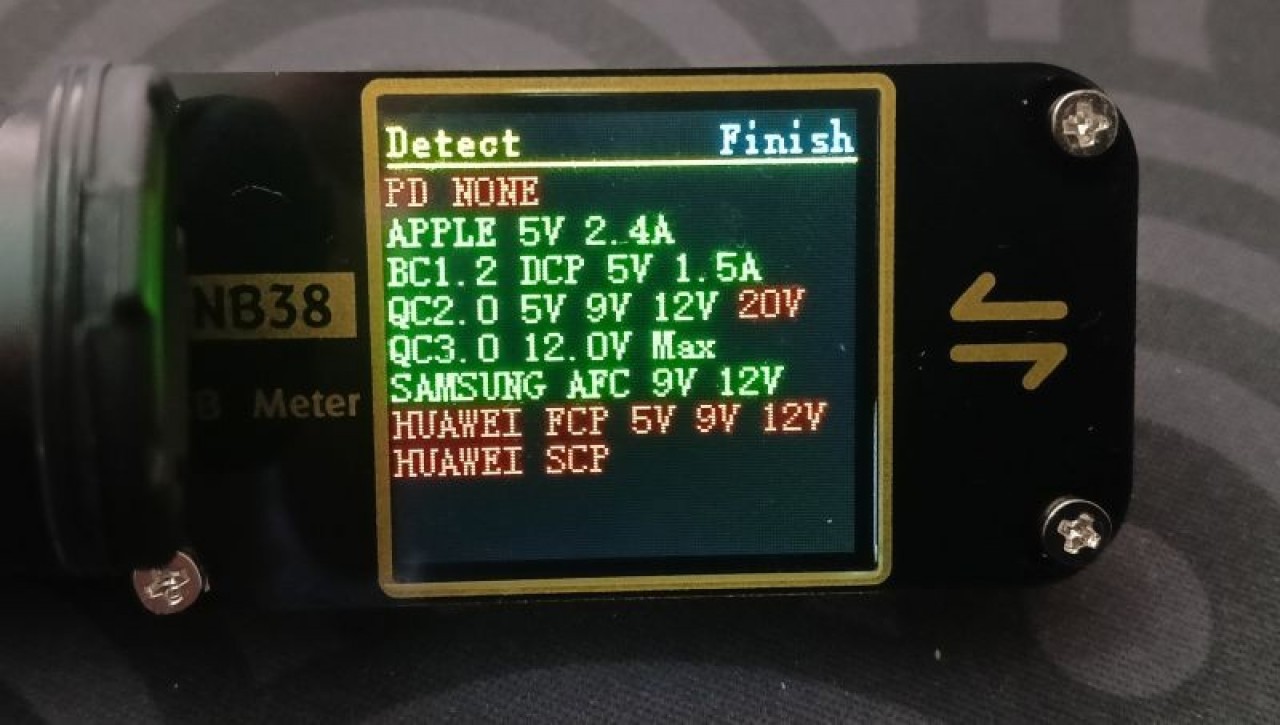 Detect Finish
PD NONE
APPLE 5V 2.4A
BC1.2 DCP 5V 1.5A
QC2.0 5V 9V 12V 20V
QC3.0 12.0V Max
SAMSUNG AFC 9V 12V
HUAWEI FCP 5V 9V 12V
HUAWEI SCP
NB38
B Meter